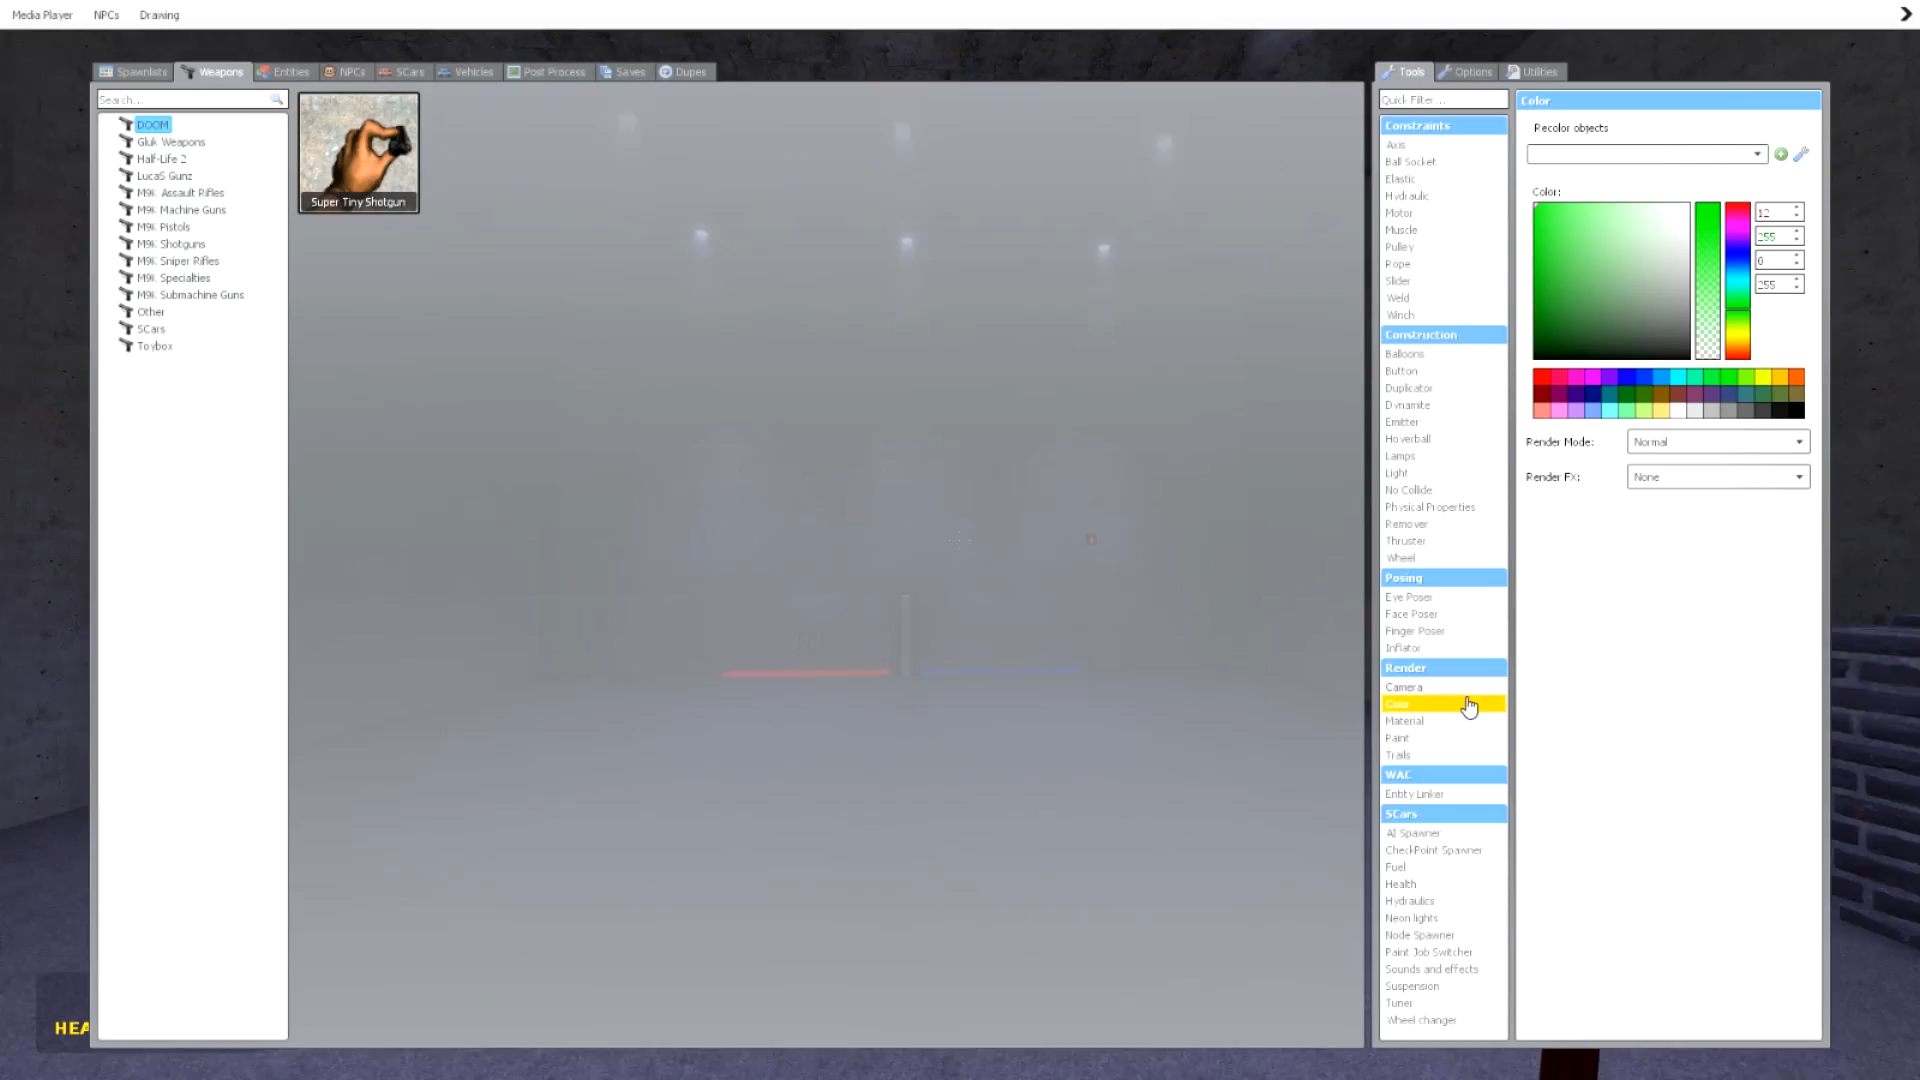 Media Player NPCs Drawing
Spawnlists Weapons Entities NPCs SCars Vehicles Post Process Saves Dupes
Search...
DOOM
Gluk Weapons
Half-Life 2
LucaS Gunz
M9K Assault Rifles
M9K Machine Guns
M9K Pistols
M9K Shotguns
M9K Sniper Rifles
M9K Specialties
M9K Submachine Guns
Other
SCars
Toybox
Super Tiny Shotgun
HEA
Tools Options Utilities
Quick Filter...
Constraints
Axis
Ball Socket
Elastic
Hydraulic
Motor
Muscle
Pulley
Rope
Slider
Weld
Winch
Construction
Balloons
Button
Duplicator
Dynamite
Emitter
Hoverball
Lamps
Light
No Collide
Physical Properties
Remover
Thruster
Wheel
Posing
Eye Poser
Face Poser
Finger Poser
Inflator
Render
Camera
Color
Material
Paint
Trails
WAC
Entity Linker
SCars
AI Spawner
CheckPoint Spawner
Fuel
Health
Hydraulics
Neon lights
Node Spawner
Paint Job Switcher
Sounds and effects
Suspension
Tuner
Wheel changer
Color
Recolor objects
Color:
12
255
0
255
Render Mode: Normal
Render FX: None